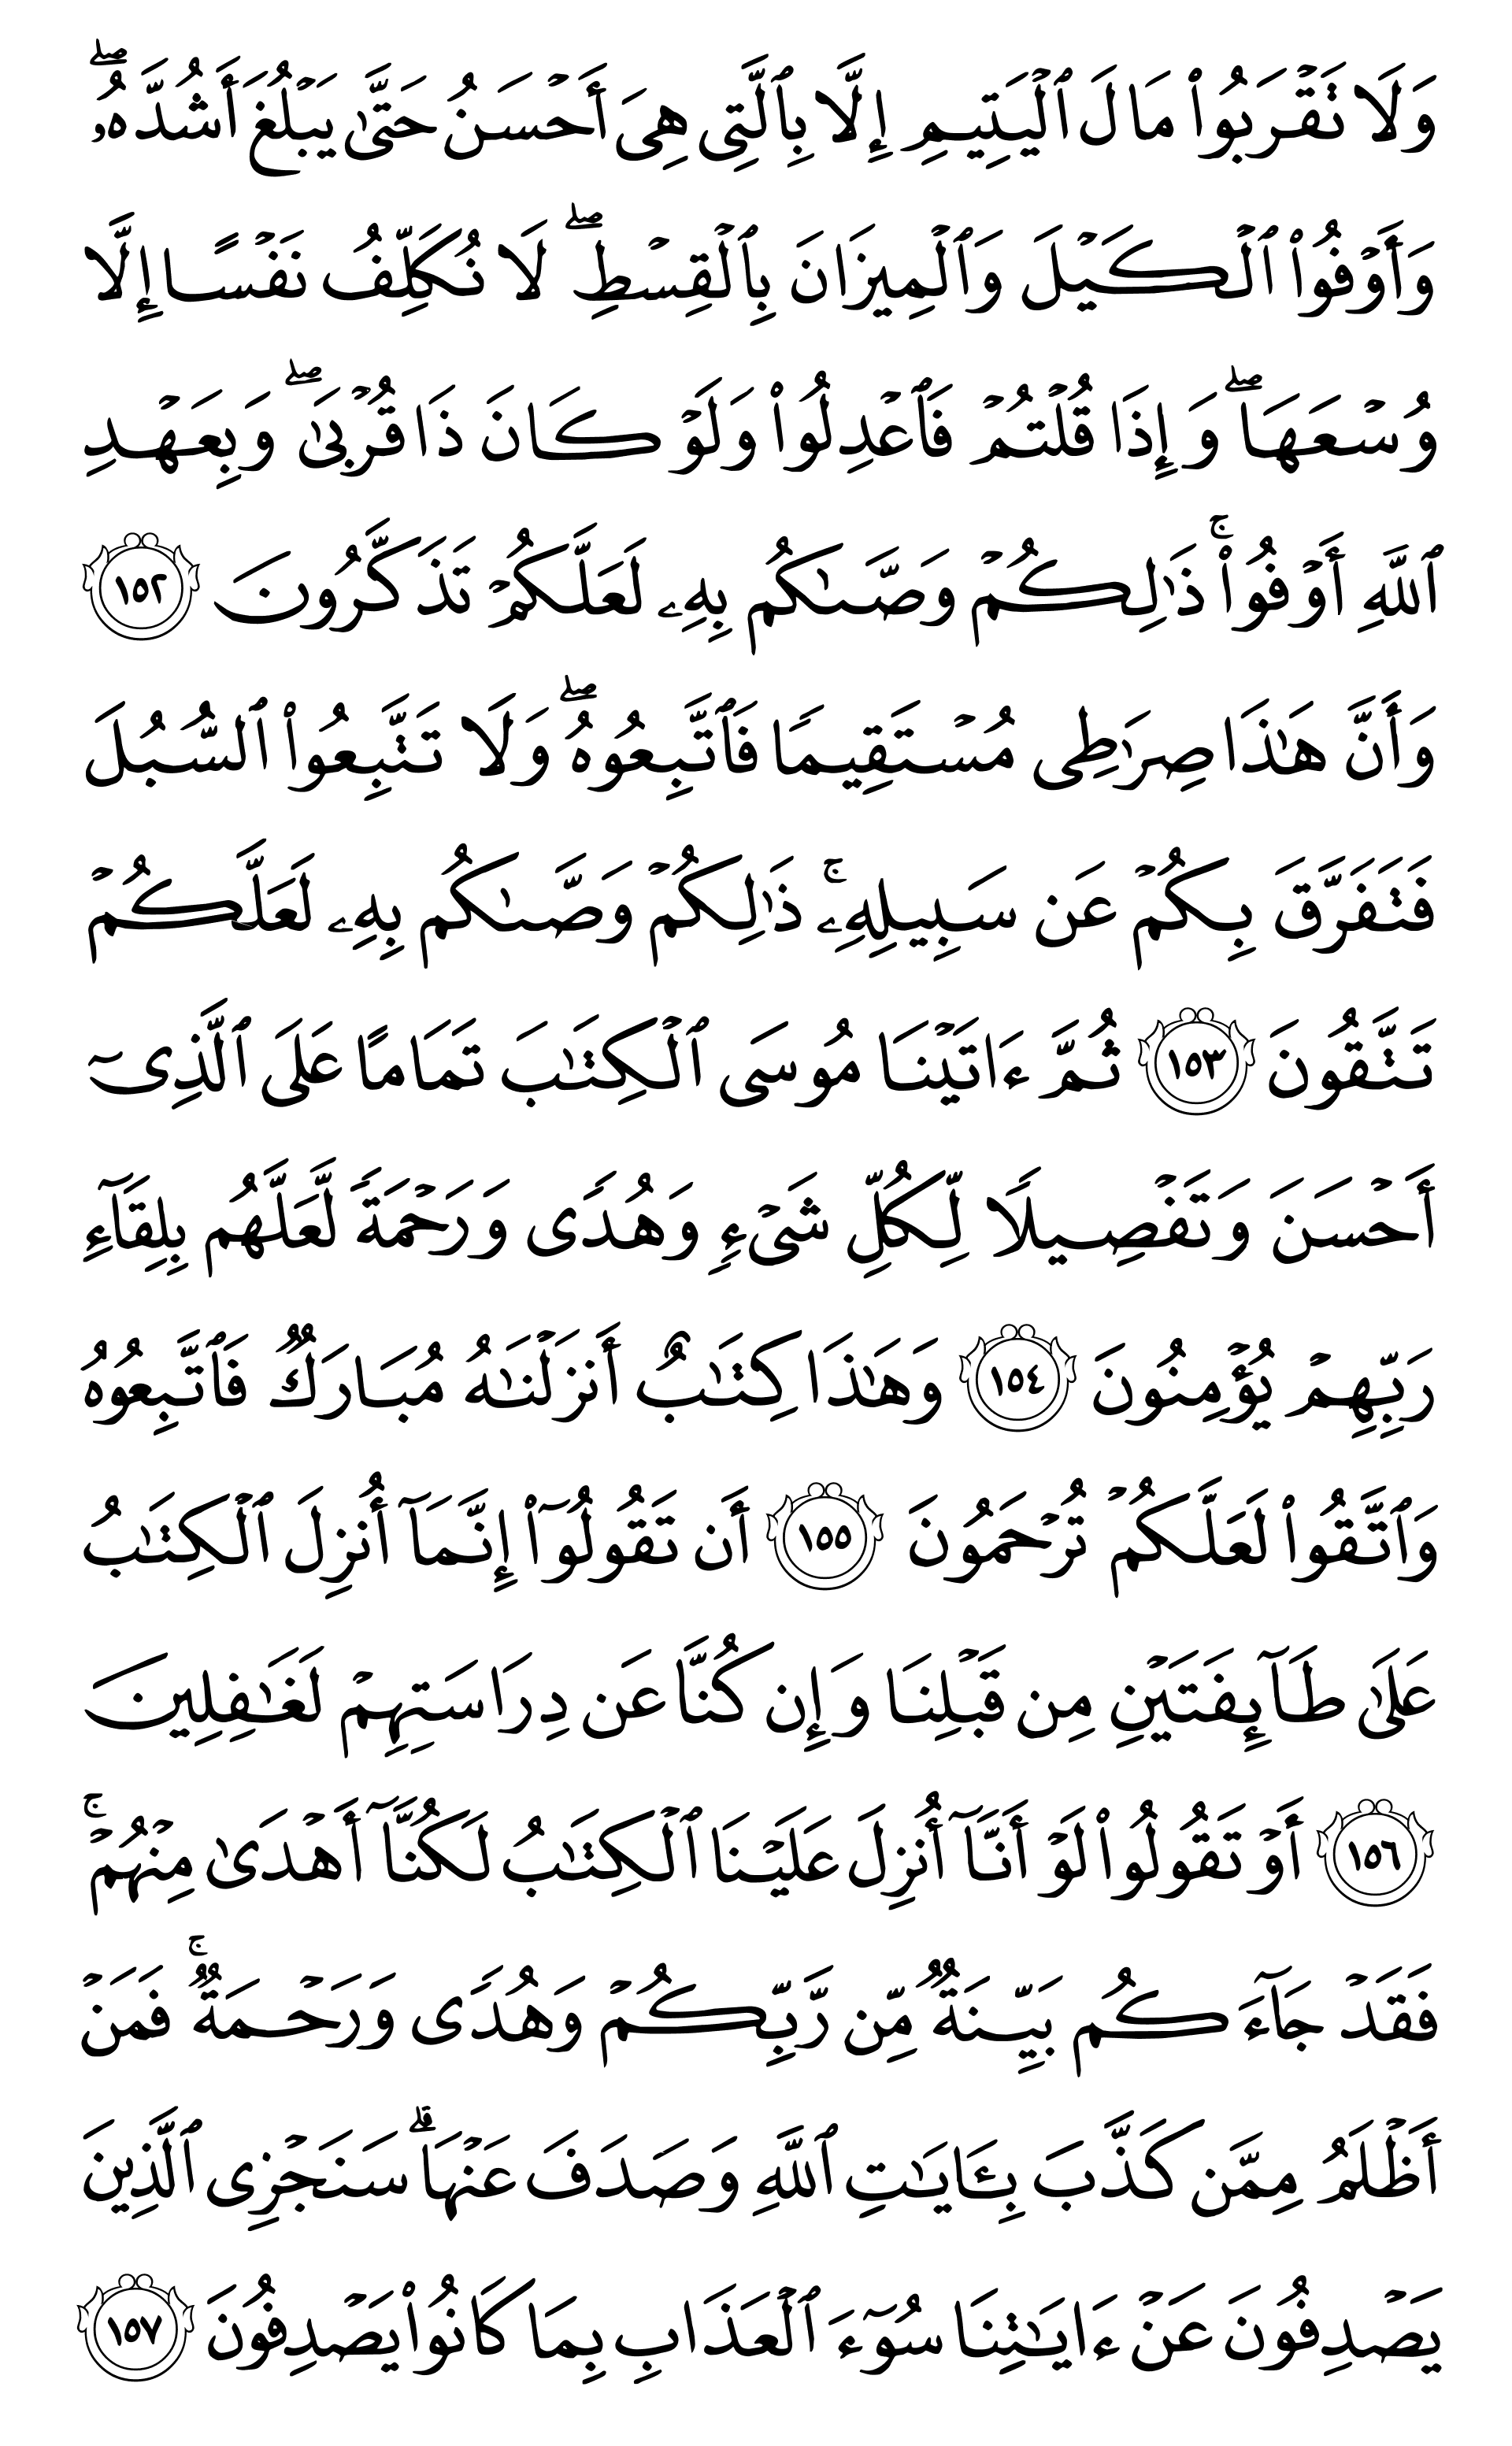 وَلَا تَقْرَبُوا۟ مَالَ ٱلْيَتِيمِ إِلَّا بِٱلَّتِى هِىَ أَحْسَنُ حَتَّىٰ يَبْلُغَ أَشُدَّهُۥ ۖ
وَأَوْفُوا۟ ٱلْكَيْلَ وَٱلْمِيزَانَ بِٱلْقِسْطِ ۖ لَا نُكَلِّفُ نَفْسًا إِلَّا
وُسْعَهَا ۖ وَإِذَا قُلْتُمْ فَٱعْدِلُوا۟ وَلَوْ كَانَ ذَا قُرْبَىٰ ۖ وَبِعَهْدِ
ٱللَّهِ أَوْفُوا۟ ۚ ذَٰلِكُمْ وَصَّىٰكُم بِهِۦ لَعَلَّكُمْ تَذَكَّرُونَ ١٥٢
وَأَنَّ هَٰذَا صِرَٰطِى مُسْتَقِيمًا فَٱتَّبِعُوهُ ۖ وَلَا تَتَّبِعُوا۟ ٱلسُّبُلَ
فَتَفَرَّقَ بِكُمْ عَن سَبِيلِهِۦ ۚ ذَٰلِكُمْ وَصَّىٰكُم بِهِۦ لَعَلَّكُمْ
تَتَّقُونَ ١٥٣ ثُمَّ ءَاتَيْنَا مُوسَى ٱلْكِتَٰبَ تَمَامًا عَلَى ٱلَّذِىٓ
أَحْسَنَ وَتَفْصِيلًا لِّكُلِّ شَىْءٍ وَهُدًى وَرَحْمَةً لَّعَلَّهُم بِلِقَآءِ
رَبِّهِمْ يُؤْمِنُونَ ١٥٤ وَهَٰذَا كِتَٰبٌ أَنزَلْنَٰهُ مُبَارَكٌ فَٱتَّبِعُوهُ
وَٱتَّقُوا۟ لَعَلَّكُمْ تُرْحَمُونَ ١٥٥ أَن تَقُولُوٓا۟ إِنَّمَآ أُنزِلَ ٱلْكِتَٰبُ
عَلَىٰ طَآئِفَتَيْنِ مِن قَبْلِنَا وَإِن كُنَّا عَن دِرَاسَتِهِمْ لَغَٰفِلِينَ
١٥٦ أَوْ تَقُولُوا۟ لَوْ أَنَّآ أُنزِلَ عَلَيْنَا ٱلْكِتَٰبُ لَكُنَّآ أَهْدَىٰ مِنْهُمْ ۚ
فَقَدْ جَآءَكُم بَيِّنَةٌ مِّن رَّبِّكُمْ وَهُدًى وَرَحْمَةٌ ۚ فَمَنْ
أَظْلَمُ مِمَّن كَذَّبَ بِـَٔايَٰتِ ٱللَّهِ وَصَدَفَ عَنْهَا ۗ سَنَجْزِى ٱلَّذِينَ
يَصْدِفُونَ عَنْ ءَايَٰتِنَا سُوٓءَ ٱلْعَذَابِ بِمَا كَانُوا۟ يَصْدِفُونَ ١٥٧